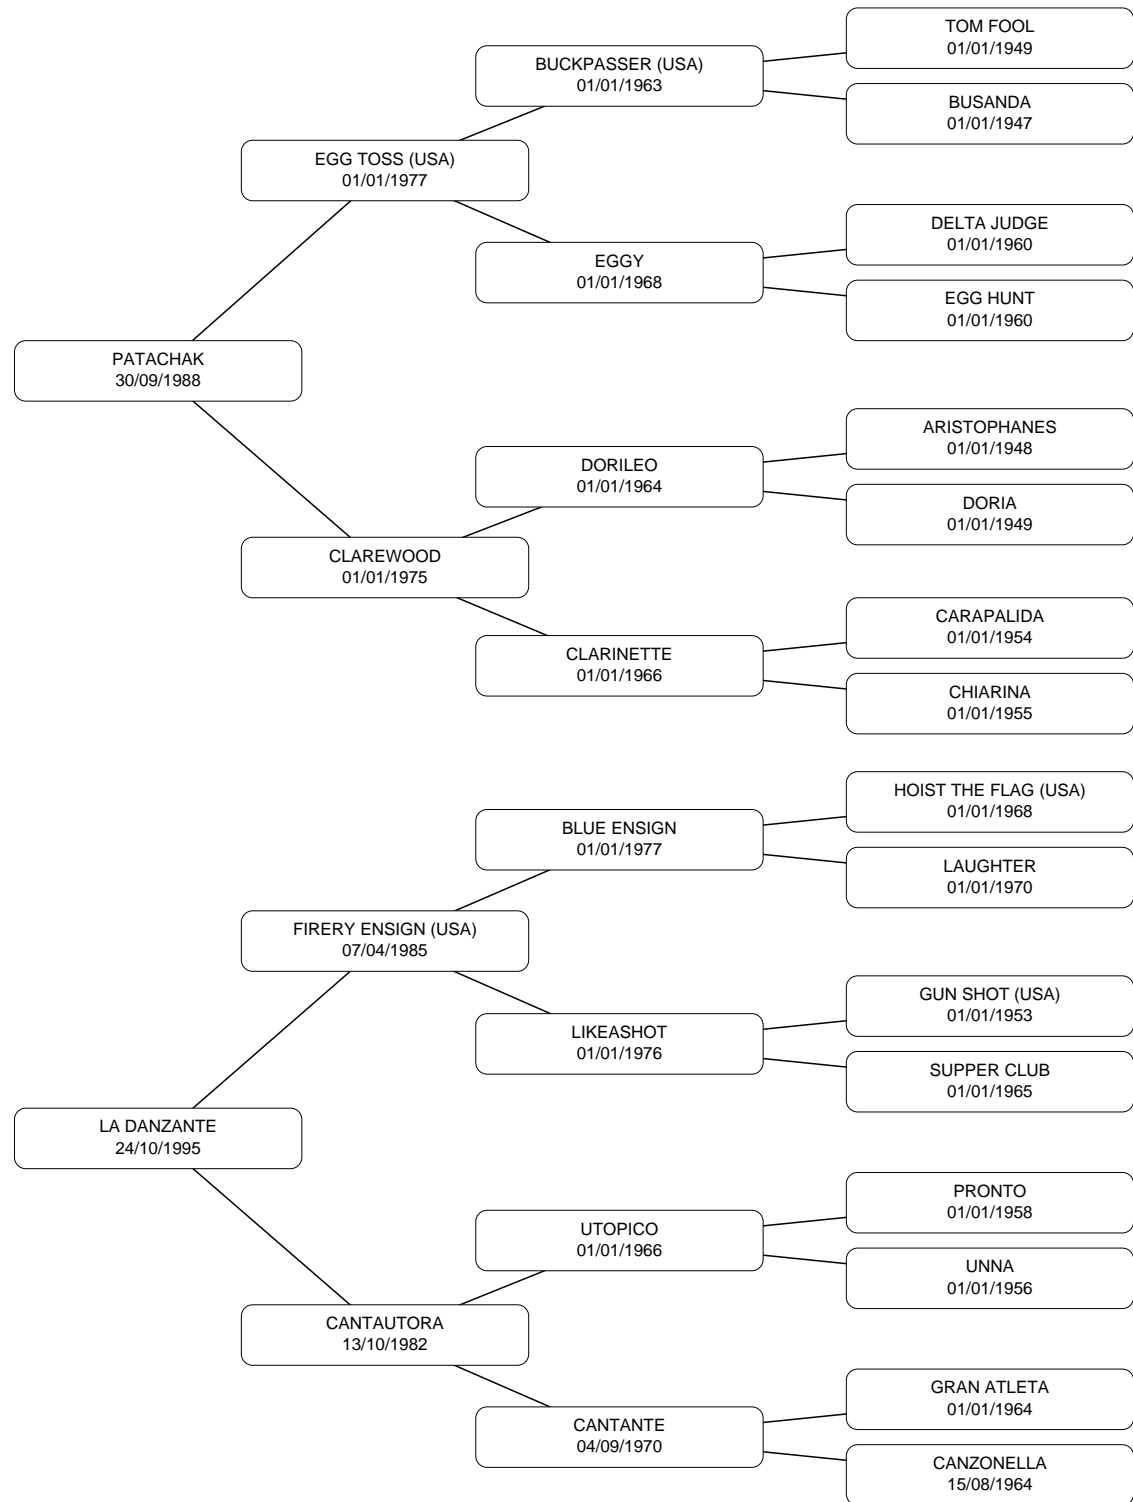 TOM FOOL
01/01/1949
BUCKPASSER (USA)
01/01/1963
BUSANDA
01/01/1947
EGG TOSS (USA)
01/01/1977
DELTA JUDGE
01/01/1960
EGGY
01/01/1968
EGG HUNT
01/01/1960
PATACHAK
30/09/1988
ARISTOPHANES
01/01/1948
DORILEO
01/01/1964
DORIA
01/01/1949
CLAREWOOD
01/01/1975
CARAPALIDA
01/01/1954
CLARINETTE
01/01/1966
CHIARINA
01/01/1955
HOIST THE FLAG (USA)
01/01/1968
BLUE ENSIGN
01/01/1977
LAUGHTER
01/01/1970
FIRERY ENSIGN (USA)
07/04/1985
GUN SHOT (USA)
01/01/1953
LIKEASHOT
01/01/1976
SUPPER CLUB
01/01/1965
LA DANZANTE
24/10/1995
PRONTO
01/01/1958
UTOPICO
01/01/1966
UNNA
01/01/1956
CANTAUTORA
13/10/1982
GRAN ATLETA
01/01/1964
CANTANTE
04/09/1970
CANZONELLA
15/08/1964